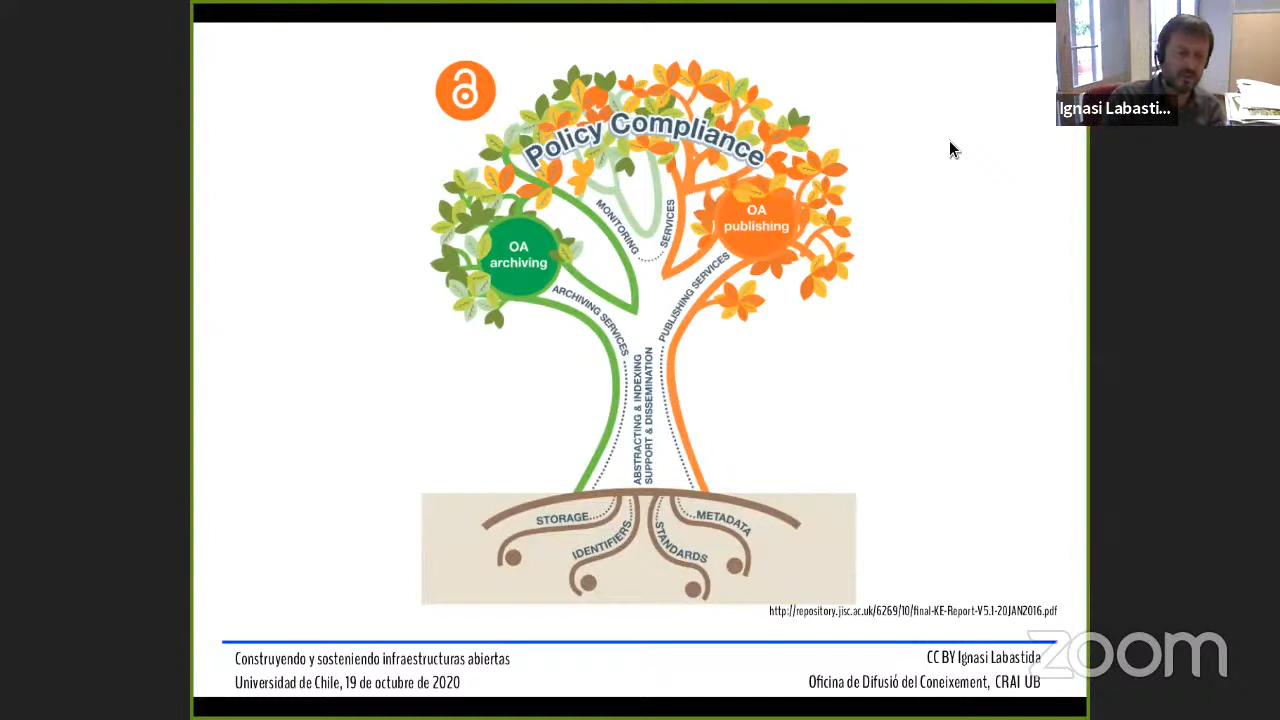 Ignasi Labasti...
Policy Compliance
OA
archiving
OA
publishing
MONITORING
SERVICES
ARCHIVING SERVICES
PUBLISHING SERVICES
ABSTRACTING & INDEXING
SUPPORT & DISSEMINATION
STORAGE
IDENTIFIERS
STANDARDS
METADATA
http://repository.jisc.ac.uk/6269/10/final-KE-Report-V5.1-20JAN2016.pdf
Construyendo y sosteniendo infraestructuras abiertas
Universidad de Chile, 19 de octubre de 2020
CC BY Ignasi Labastida
Oficina de Difusió del Coneixement, CRAI UB
zoom